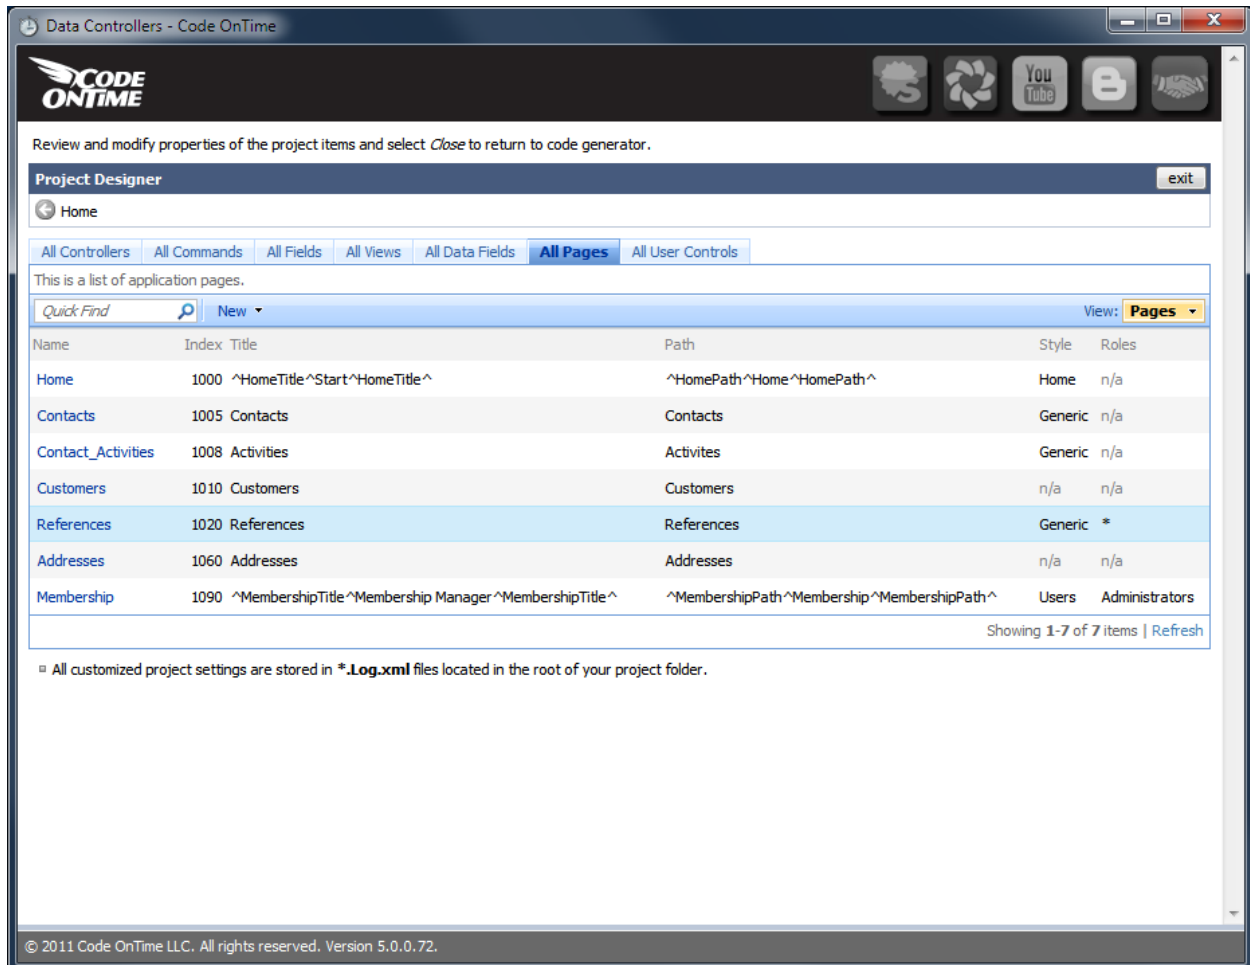 Data Controllers - Code OnTime
CODE
ONTIME
You
Tube
Review and modify properties of the project items and select Close to return to code generator.
Project Designer exit
Home
All Controllers All Commands All Fields All Views All Data Fields All Pages All User Controls
This is a list of application pages.
Quick Find New View: Pages
Name Index Title Path Style Roles
Home 1000 ^HomeTitle^Start^HomeTitle^ ^HomePath^Home^HomePath^ Home n/a
Contacts 1005 Contacts Contacts Generic n/a
Contact_Activities 1008 Activities Activites Generic n/a
Customers 1010 Customers Customers n/a n/a
References 1020 References References Generic *
Addresses 1060 Addresses Addresses n/a n/a
Membership 1090 ^MembershipTitle^Membership Manager^MembershipTitle^ ^MembershipPath^Membership^MembershipPath^ Users Administrators
Showing 1-7 of 7 items | Refresh
All customized project settings are stored in *.Log.xml files located in the root of your project folder.
© 2011 Code OnTime LLC. All rights reserved. Version 5.0.0.72.